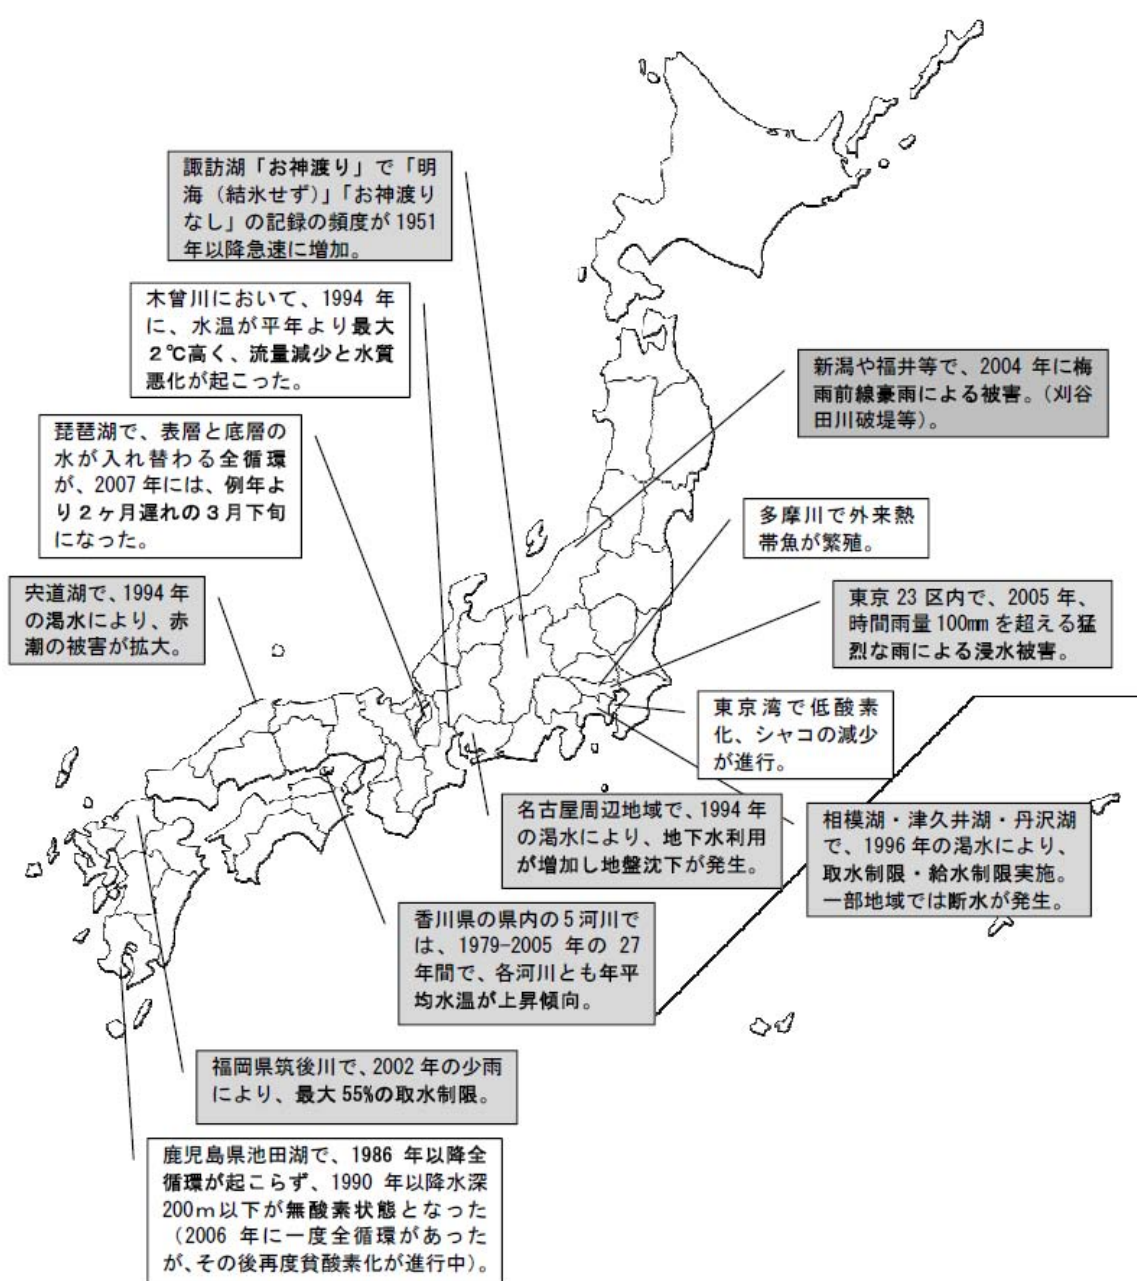 諏訪湖「お神渡り」で「明
海（結氷せず）」「お神渡り
なし」の記録の頻度が 1951
年以降急速に増加。
木曾川において、1994 年
に、水温が平年より最大
２℃高く、流量減少と水質
悪化が起こった。
新潟や福井等で、2004 年に梅
雨前線豪雨による被害。（刈谷
田川破堤等）。
琵琶湖で、表層と底層の
水が入れ替わる全循環
が、2007 年には、例年よ
り２ヶ月遅れの３月下旬
になった。
多摩川で外来熱
帯魚が繁殖。
宍道湖で、1994 年
の渇水により、赤
潮の被害が拡大。
東京 23 区内で、2005 年、
時間雨量 100mm を超える猛
烈な雨による浸水被害。
東京湾で低酸素
化、シャコの減少
が進行。
名古屋周辺地域で、1994 年
の渇水により、地下水利用
が増加し地盤沈下が発生。
相模湖・津久井湖・丹沢湖
で、1996 年の渇水により、
取水制限・給水制限実施。
一部地域では断水が発生。
香川県の県内の 5 河川で
は、1979-2005 年の 27
年間で、各河川とも年平
均水温が上昇傾向。
福岡県筑後川で、2002 年の少雨
により、最大 55%の取水制限。
鹿児島県池田湖で、1986 年以降全
循環が起こらず、1990 年以降水深
200ｍ以下が無酸素状態となった
（2006 年に一度全循環があった
が、その後再度貧酸素化が進行中）。